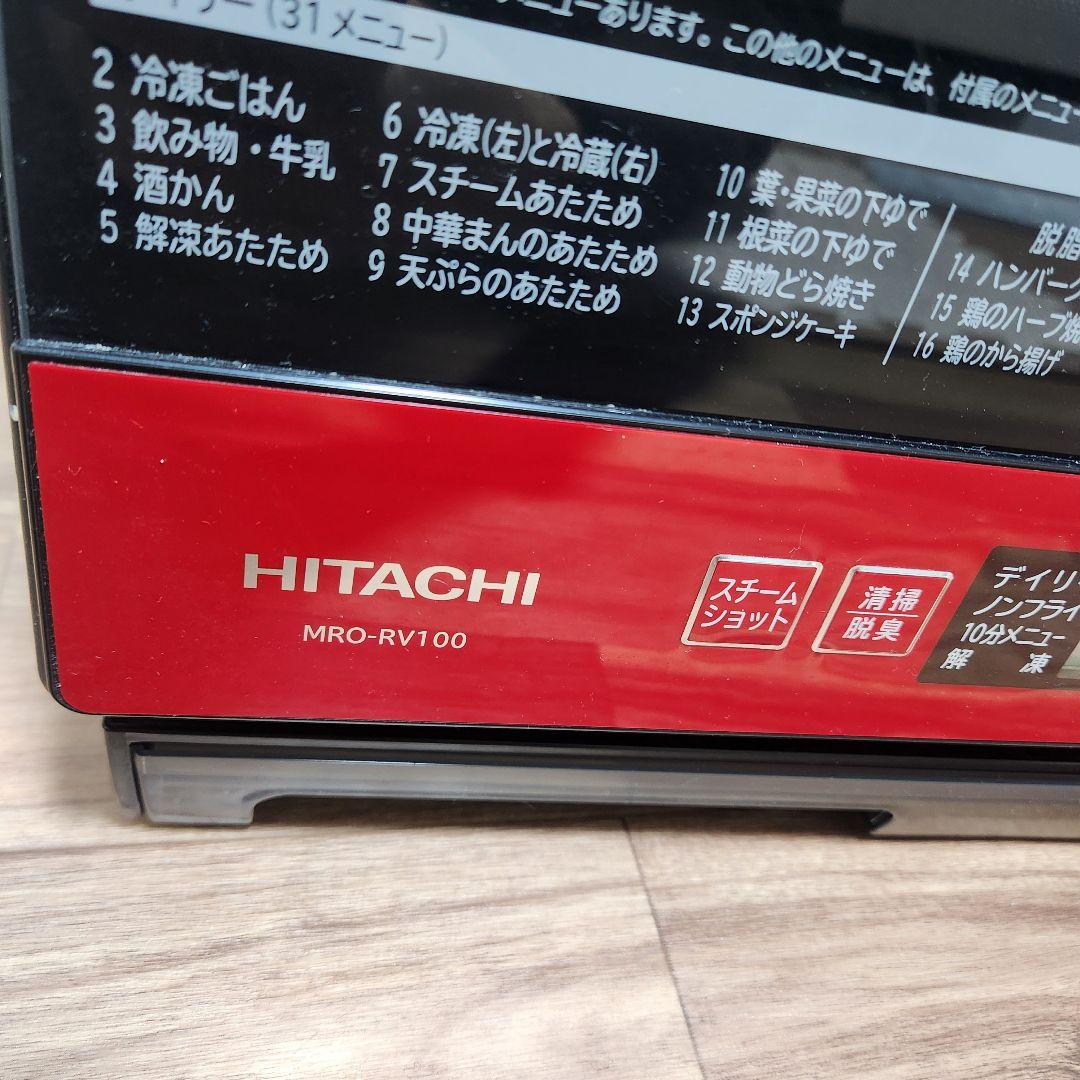 メニューあります。この他のメニューは、付属のメニュー
(31メニュー)
2 冷凍ごはん
3 飲み物・牛乳
4 酒かん
5 解凍あたため
6 冷凍(左)と冷蔵(右)
7 スチームあたため
8 中華まんのあたため
9 天ぷらのあたため
10 葉・果菜の下ゆで
11 根菜の下ゆで
12 動物どら焼き
13 スポンジケーキ
脱脂
14 ハンバーグ
15 鶏のハーブ焼
16 鶏のから揚げ
HITACHI
MRO-RV100
スチーム
ショット
清掃
脱臭
デイリ
ノンフライ
10分メニュー
解 凍